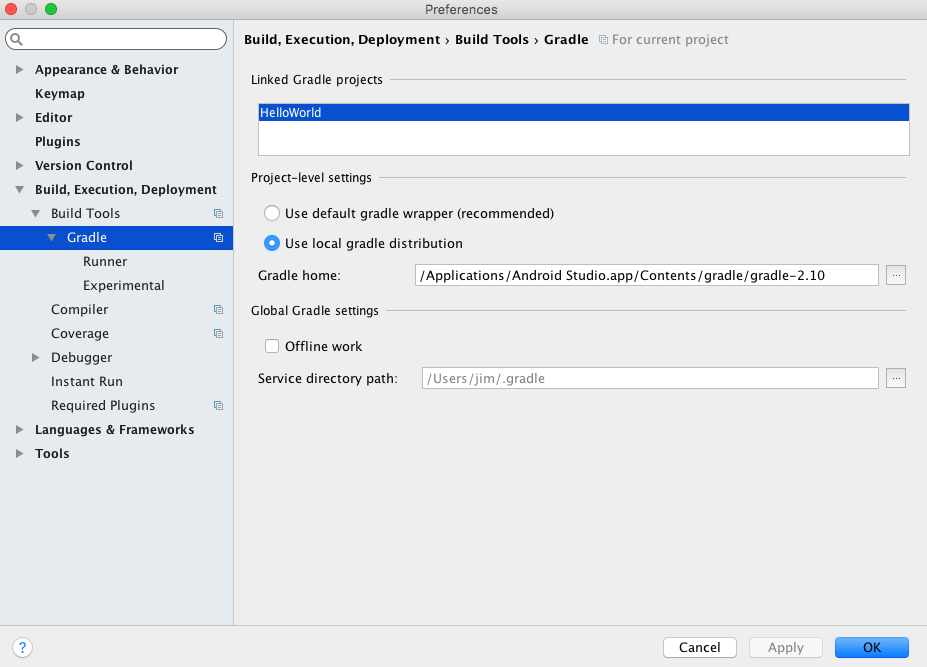 Preferences
Appearance & Behavior
Keymap
Editor
Plugins
Version Control
Build, Execution, Deployment
Build Tools
Gradle
Runner
Experimental
Compiler
Coverage
Debugger
Instant Run
Required Plugins
Languages & Frameworks
Tools
Build, Execution, Deployment › Build Tools › Gradle For current project
Linked Gradle projects
HelloWorld
Project-level settings
Use default gradle wrapper (recommended)
Use local gradle distribution
Gradle home: /Applications/Android Studio.app/Contents/gradle/gradle-2.10 ...
Global Gradle settings
Offline work
Service directory path: /Users/jim/.gradle ...
? Cancel Apply OK